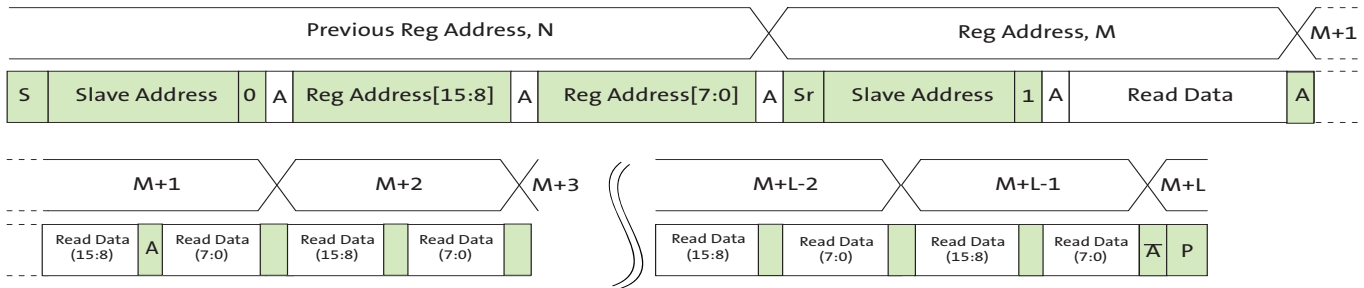 Previous Reg Address, N Reg Address, M M+1
S Slave Address 0 A Reg Address[15:8] A Reg Address[7:0] A Sr Slave Address 1 A Read Data A
M+1 M+2 M+3 M+L-2 M+L-1 M+L
Read Data (15:8) A Read Data (7:0) Read Data (15:8) Read Data (7:0) Read Data (15:8) Read Data (7:0) Read Data (15:8) Read Data (7:0) A̅ P